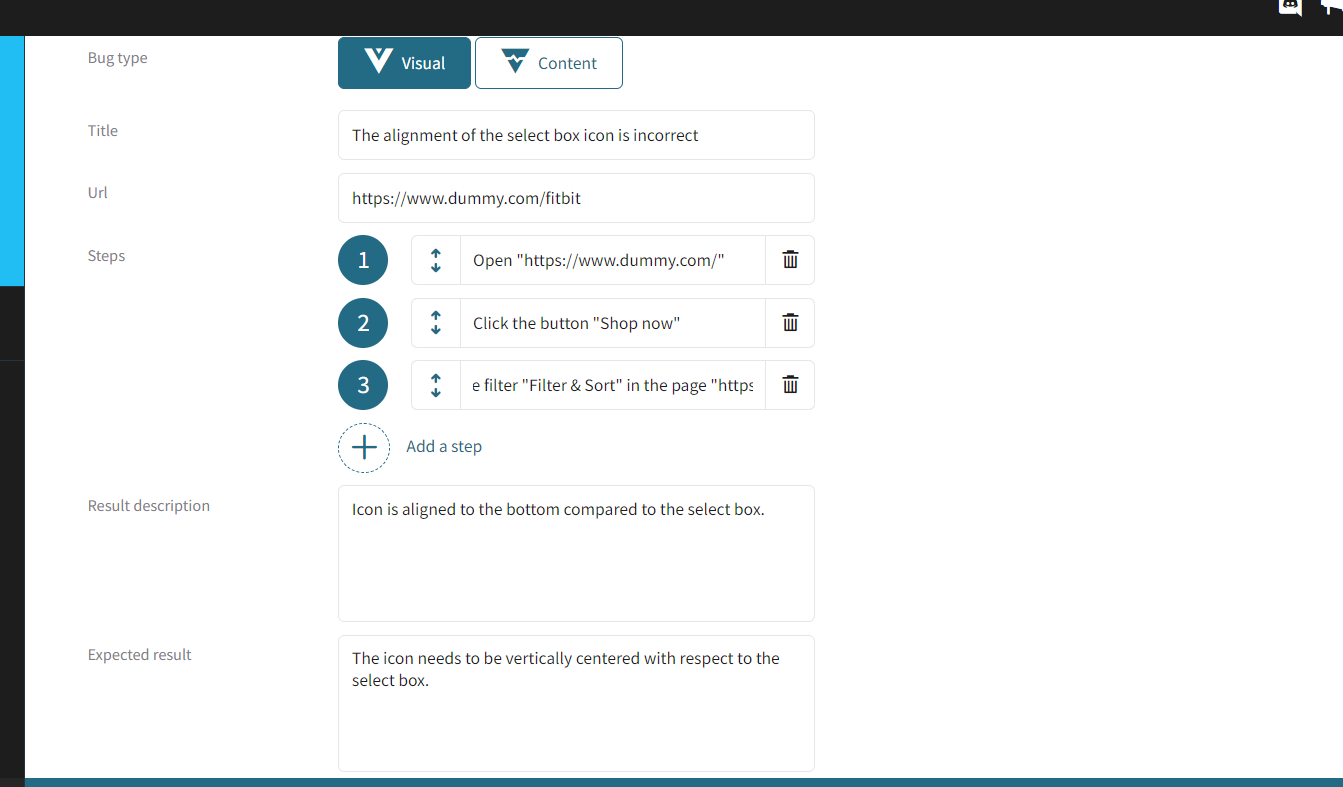 Bug type
Visual
Content
Title
The alignment of the select box icon is incorrect
Url
https://www.dummy.com/fitbit
Steps
1
Open "https://www.dummy.com/"
2
Click the button "Shop now"
3
e filter "Filter & Sort" in the page "https
Add a step
Result description
Icon is aligned to the bottom compared to the select box.
Expected result
The icon needs to be vertically centered with respect to the
select box.